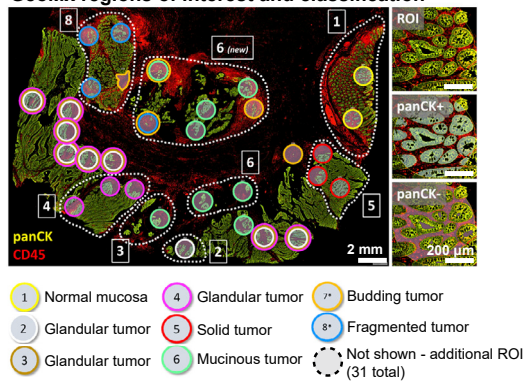 GeoMx regions of interest and classification
8
1
6 (new)
6
4
3
2
5
panCK
CD45
2 mm
ROI
panCK+
panCK-
200 µm
1 Normal mucosa
2 Glandular tumor
3 Glandular tumor
4 Glandular tumor
5 Solid tumor
6 Mucinous tumor
7* Budding tumor
8* Fragmented tumor
Not shown - additional ROI
(31 total)